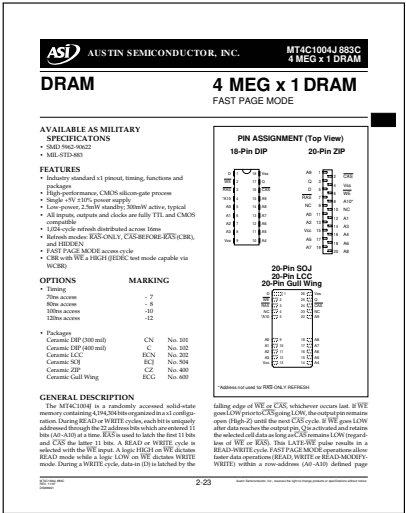 ASI AUSTIN SEMICONDUCTOR, INC.
MT4C1004J 883C
4 MEG x 1 DRAM
DRAM
4 MEG x 1 DRAM
FAST PAGE MODE
AVAILABLE AS MILITARY
SPECIFICATONS
• SMD 5962-90622
• MIL-STD-883
FEATURES
• Industry standard x1 pinout, timing, functions and
packages
• High-performance, CMOS silicon-gate process
• Single +5V ±10% power supply
• Low-power, 2.5mW standby; 300mW active, typical
• All inputs, outputs and clocks are fully TTL and CMOS
compatible
• 1,024-cycle refresh distributed across 16ms
• Refresh modes: RAS-ONLY, CAS-BEFORE-RAS (CBR),
and HIDDEN
• FAST PAGE MODE access cycle
• CBR with WE a HIGH (JEDEC test mode capable via
WCBR)
OPTIONS MARKING
• Timing
70ns access - 7
80ns access - 8
100ns access -10
120ns access -12
• Packages
Ceramic DIP (300 mil) CN No. 101
Ceramic DIP (400 mil) C No. 102
Ceramic LCC ECN No. 202
Ceramic SOJ ECJ No. 504
Ceramic ZIP CZ No. 400
Ceramic Gull Wing ECG No. 600
PIN ASSIGNMENT (Top View)
18-Pin DIP 20-Pin ZIP
20-Pin SOJ
20-Pin LCC
20-Pin Gull Wing
*Address not used for RAS-ONLY REFRESH
GENERAL DESCRIPTION
The MT4C1004J is a randomly accessed solid-state
memory containing 4,194,304 bits organized in a x1 configu-
ration. During READ or WRITE cycles, each bit is uniquely
addressed through the 22 address bits which are entered 11
bits (A0-A10) at a time. RAS is used to latch the first 11 bits
and CAS the latter 11 bits. A READ or WRITE cycle is
selected with the WE input. A logic HIGH on WE dictates
READ mode while a logic LOW on WE dictates WRITE
mode. During a WRITE cycle, data-in (D) is latched by the
falling edge of WE or CAS, whichever occurs last. If WE
goes LOW prior to CAS going LOW, the output pin remains
open (High-Z) until the next CAS cycle. If WE goes LOW
after data reaches the output pin, Q is activated and retains
the selected cell data as long as CAS remains LOW (regard-
less of WE or RAS). This LATE-WE pulse results in a
READ-WRITE cycle. FAST PAGE MODE operations allow
faster data operations (READ, WRITE or READ-MODIFY-
WRITE) within a row-address (A0-A10) defined page
2-23